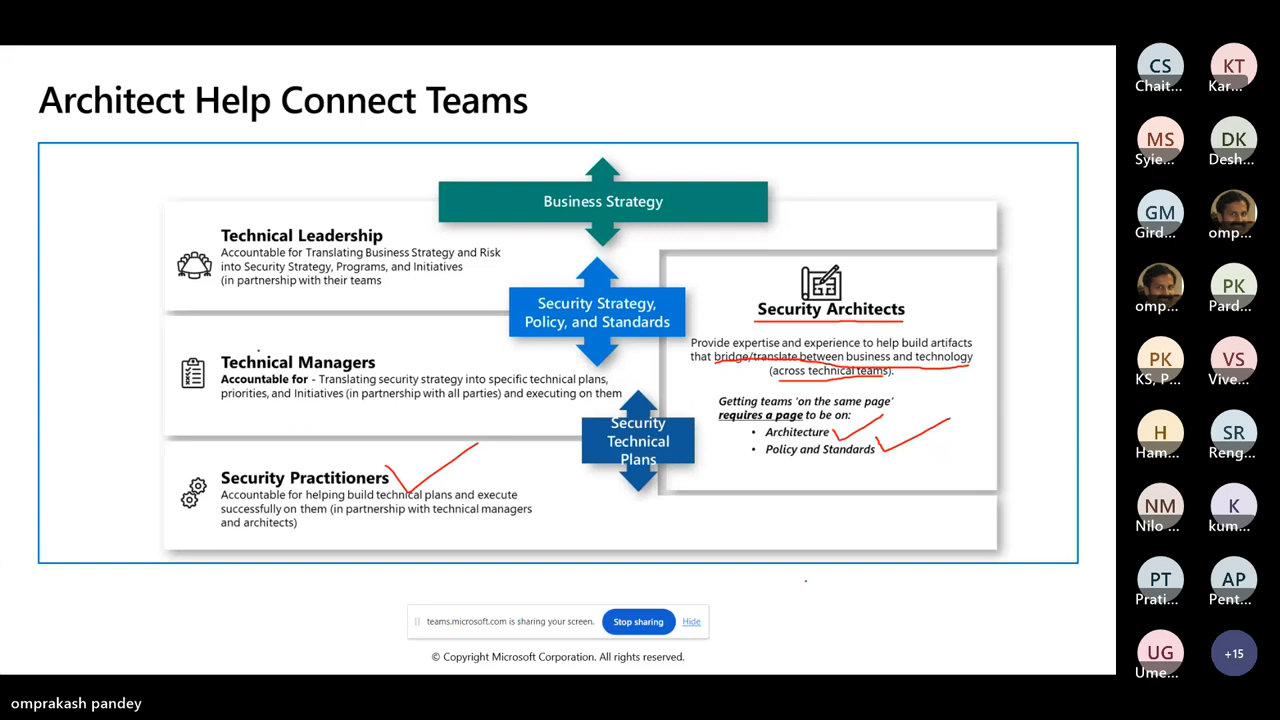 Architect Help Connect Teams
Business Strategy
Technical Leadership
Accountable for Translating Business Strategy and Risk
into Security Strategy, Programs, and Initiatives
(in partnership with their teams
Security Strategy,
Policy, and Standards
Technical Managers
Accountable for - Translating security strategy into specific technical plans,
priorities, and Initiatives (in partnership with all parties) and executing on them
Security
Technical
Plans
Security Practitioners
Accountable for helping build technical plans and execute
successfully on them (in partnership with technical managers
and architects)
Security Architects
Provide expertise and experience to help build artifacts
that bridge/translate between business and technology
(across technical teams).
Getting teams 'on the same page'
requires a page to be on:
• Architecture
• Policy and Standards
teams.microsoft.com is sharing your screen.
Stop sharing
Hide
© Copyright Microsoft Corporation. All rights reserved.
omprakash pandey
CS
Chait...
KT
Kar...
MS
Syie...
DK
Desh...
GM
Gird...
omp...
omp...
PK
Pard...
PK
KS, P...
VS
Vive...
H
Ham...
SR
Reng...
NM
Nilo ...
K
kum...
PT
Prati...
AP
Pent...
UG
Ume...
+15